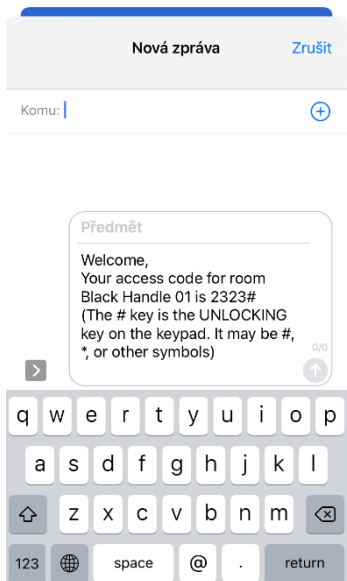 Nová zpráva
Zrušit
Komu:
Předmět
Welcome,
Your access code for room
Black Handle 01 is 2323#
(The # key is the UNLOCKING
key on the keypad. It may be #,
*, or other symbols)
0/0
q w e r t y u i o p
a s d f g h j k l
z x c v b n m
123 space @ . return